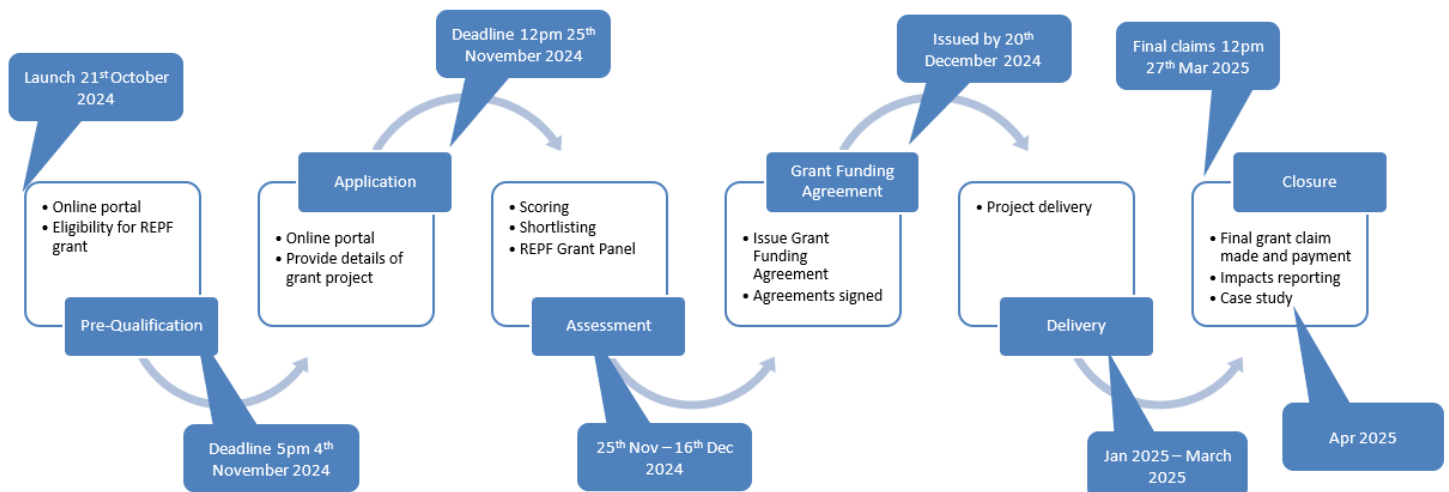 Launch 21st October
2024
• Online portal
• Eligibility for REPF
grant
Pre-Qualification
Deadline 5pm 4th
November 2024
Deadline 12pm 25th
November 2024
Application
• Online portal
• Provide details of
grant project
• Scoring
• Shortlisting
• REPF Grant Panel
Assessment
25th Nov – 16th Dec
2024
Issued by 20th
December 2024
Grant Funding
Agreement
• Issue Grant
Funding
Agreement
• Agreements signed
• Project delivery
Delivery
Jan 2025 – March
2025
Final claims 12pm
27th Mar 2025
Closure
• Final grant claim
made and payment
• Impacts reporting
• Case study
Apr 2025